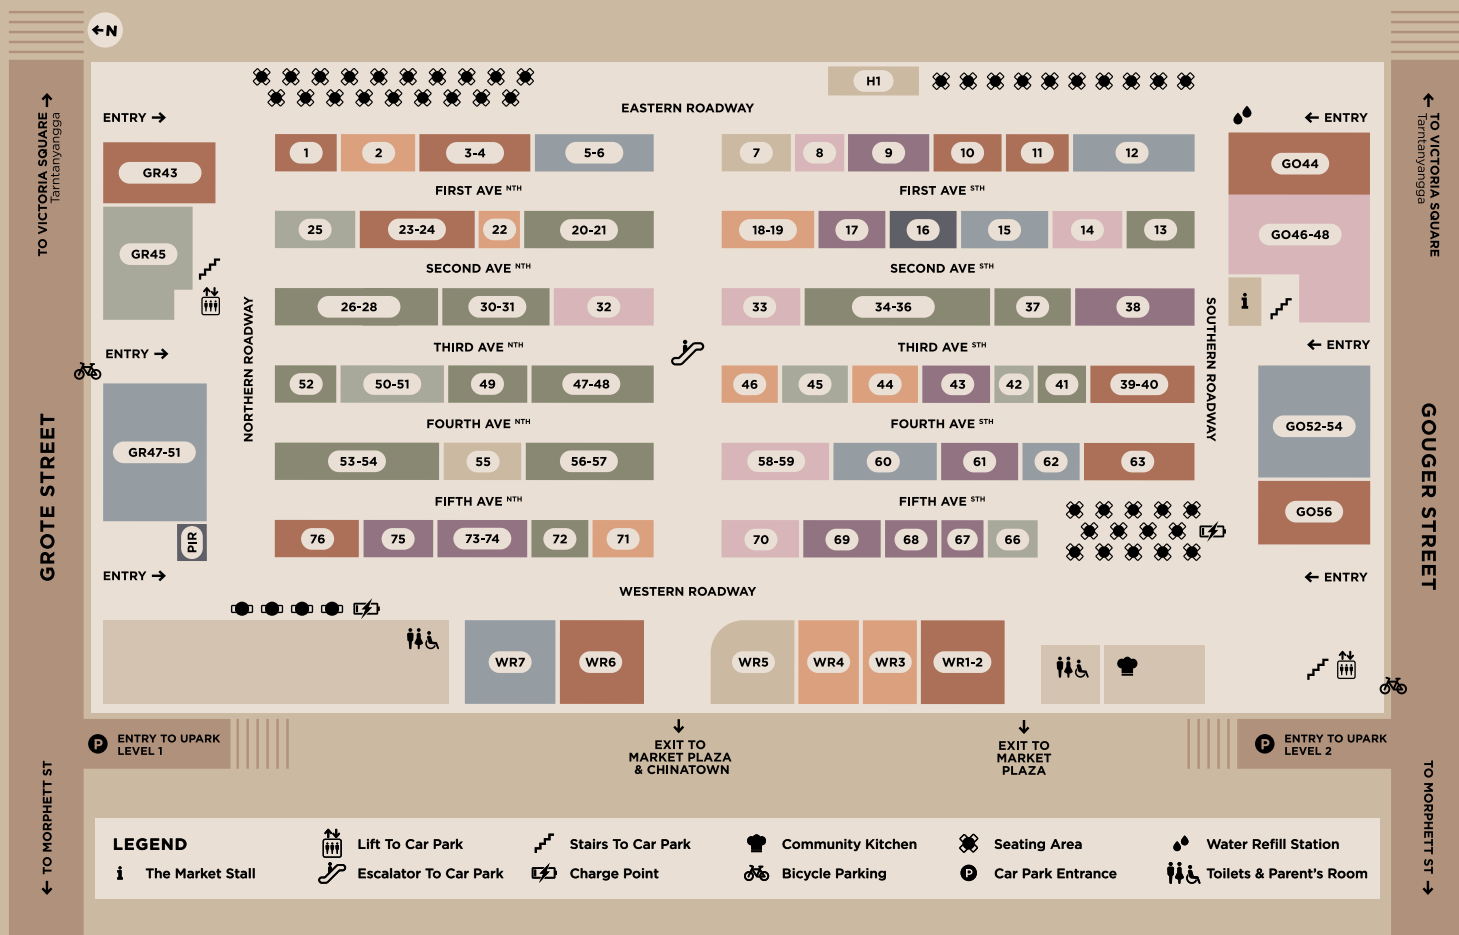 N
TO VICTORIA SQUARE
Tarntanyangga
GROTE STREET
TO MORPHETT ST
ENTRY
ENTRY
ENTRY
GR43
GR45
GR47-51
PIR
NORTHERN ROADWAY
EASTERN ROADWAY
H1
1
2
3-4
5-6
7
8
9
10
11
12
FIRST AVE NTH
FIRST AVE STH
25
23-24
22
20-21
18-19
17
16
15
14
13
SECOND AVE NTH
SECOND AVE STH
26-28
30-31
32
33
34-36
37
38
THIRD AVE NTH
THIRD AVE STH
52
50-51
49
47-48
46
45
44
43
42
41
39-40
FOURTH AVE NTH
FOURTH AVE STH
53-54
55
56-57
58-59
60
61
62
63
FIFTH AVE NTH
FIFTH AVE STH
76
75
73-74
72
71
70
69
68
67
66
WESTERN ROADWAY
WR7
WR6
WR5
WR4
WR3
WR1-2
SOUTHERN ROADWAY
ENTRY
GO44
GO46-48
i
ENTRY
GO52-54
GO56
ENTRY
TO VICTORIA SQUARE
Tarntanyangga
GOUGER STREET
TO MORPHETT ST
P
ENTRY TO UPARK
LEVEL 1
EXIT TO
MARKET PLAZA
& CHINATOWN
EXIT TO
MARKET
PLAZA
P
ENTRY TO UPARK
LEVEL 2
LEGEND
Lift To Car Park
Stairs To Car Park
Community Kitchen
Seating Area
Water Refill Station
i
The Market Stall
Escalator To Car Park
Charge Point
Bicycle Parking
P
Car Park Entrance
Toilets & Parent's Room